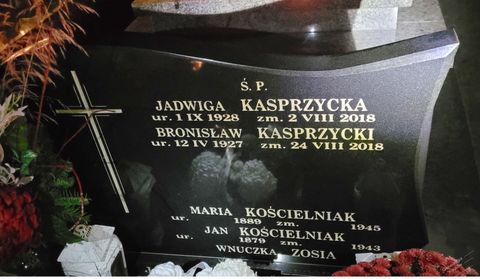 Ś. P.
JADWIGA KASPRZYCKA
ur. 1 IX 1928 zm. 2 VIII 2018
BRONISŁAW KASPRZYCKI
ur. 12 IV 1927 zm. 24 VIII 2018
MARIA KOŚCIELNIAK
ur. 1889 zm. 1945
JAN KOŚCIELNIAK
ur. 1879 zm. 1943
WNUCZKA ZOSIA